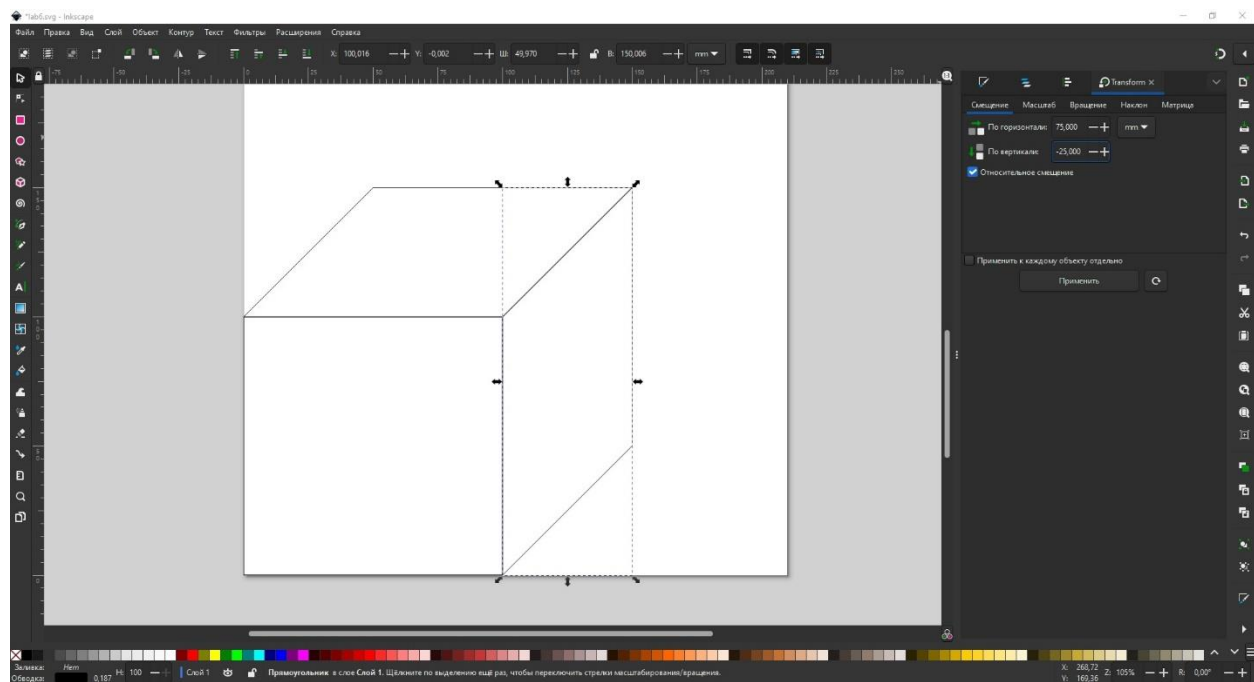 *lab6.svg - Inkscape
Файл Правка Вид Слой Объект Контур Текст Фильтры Расширения Справка
X: 100,016 Y: -0,002 Ш: 49,970 В: 150,006 mm
Transform
Смещение Масштаб Вращение Наклон Матрица
По горизонтали: 75,000 mm
По вертикали: -25,000
Относительное смещение
Применить к каждому объекту отдельно
Применить
Заливка: Нет
Обводка: 0,187
Н: 100
Слой 1
Прямоугольник в слое Слой 1. Щёлкните по выделению ещё раз, чтобы переключить стрелки масштабирования/вращения.
X: 268,72
Y: 169,36
Z: 105%
R: 0,00°